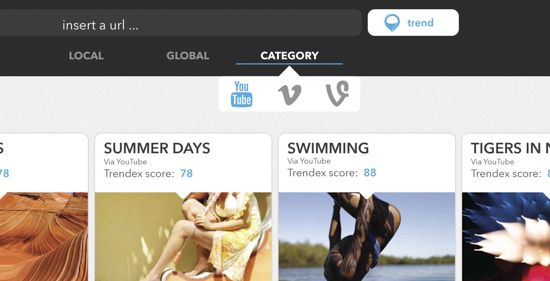 insert a url ...
trend
LOCAL
GLOBAL
CATEGORY
You
Tube
S
78
SUMMER DAYS
Via YouTube
Trendex score: 78
SWIMMING
Via YouTube
Trendex score: 88
TIGERS IN
Via YouTube
Trendex score: